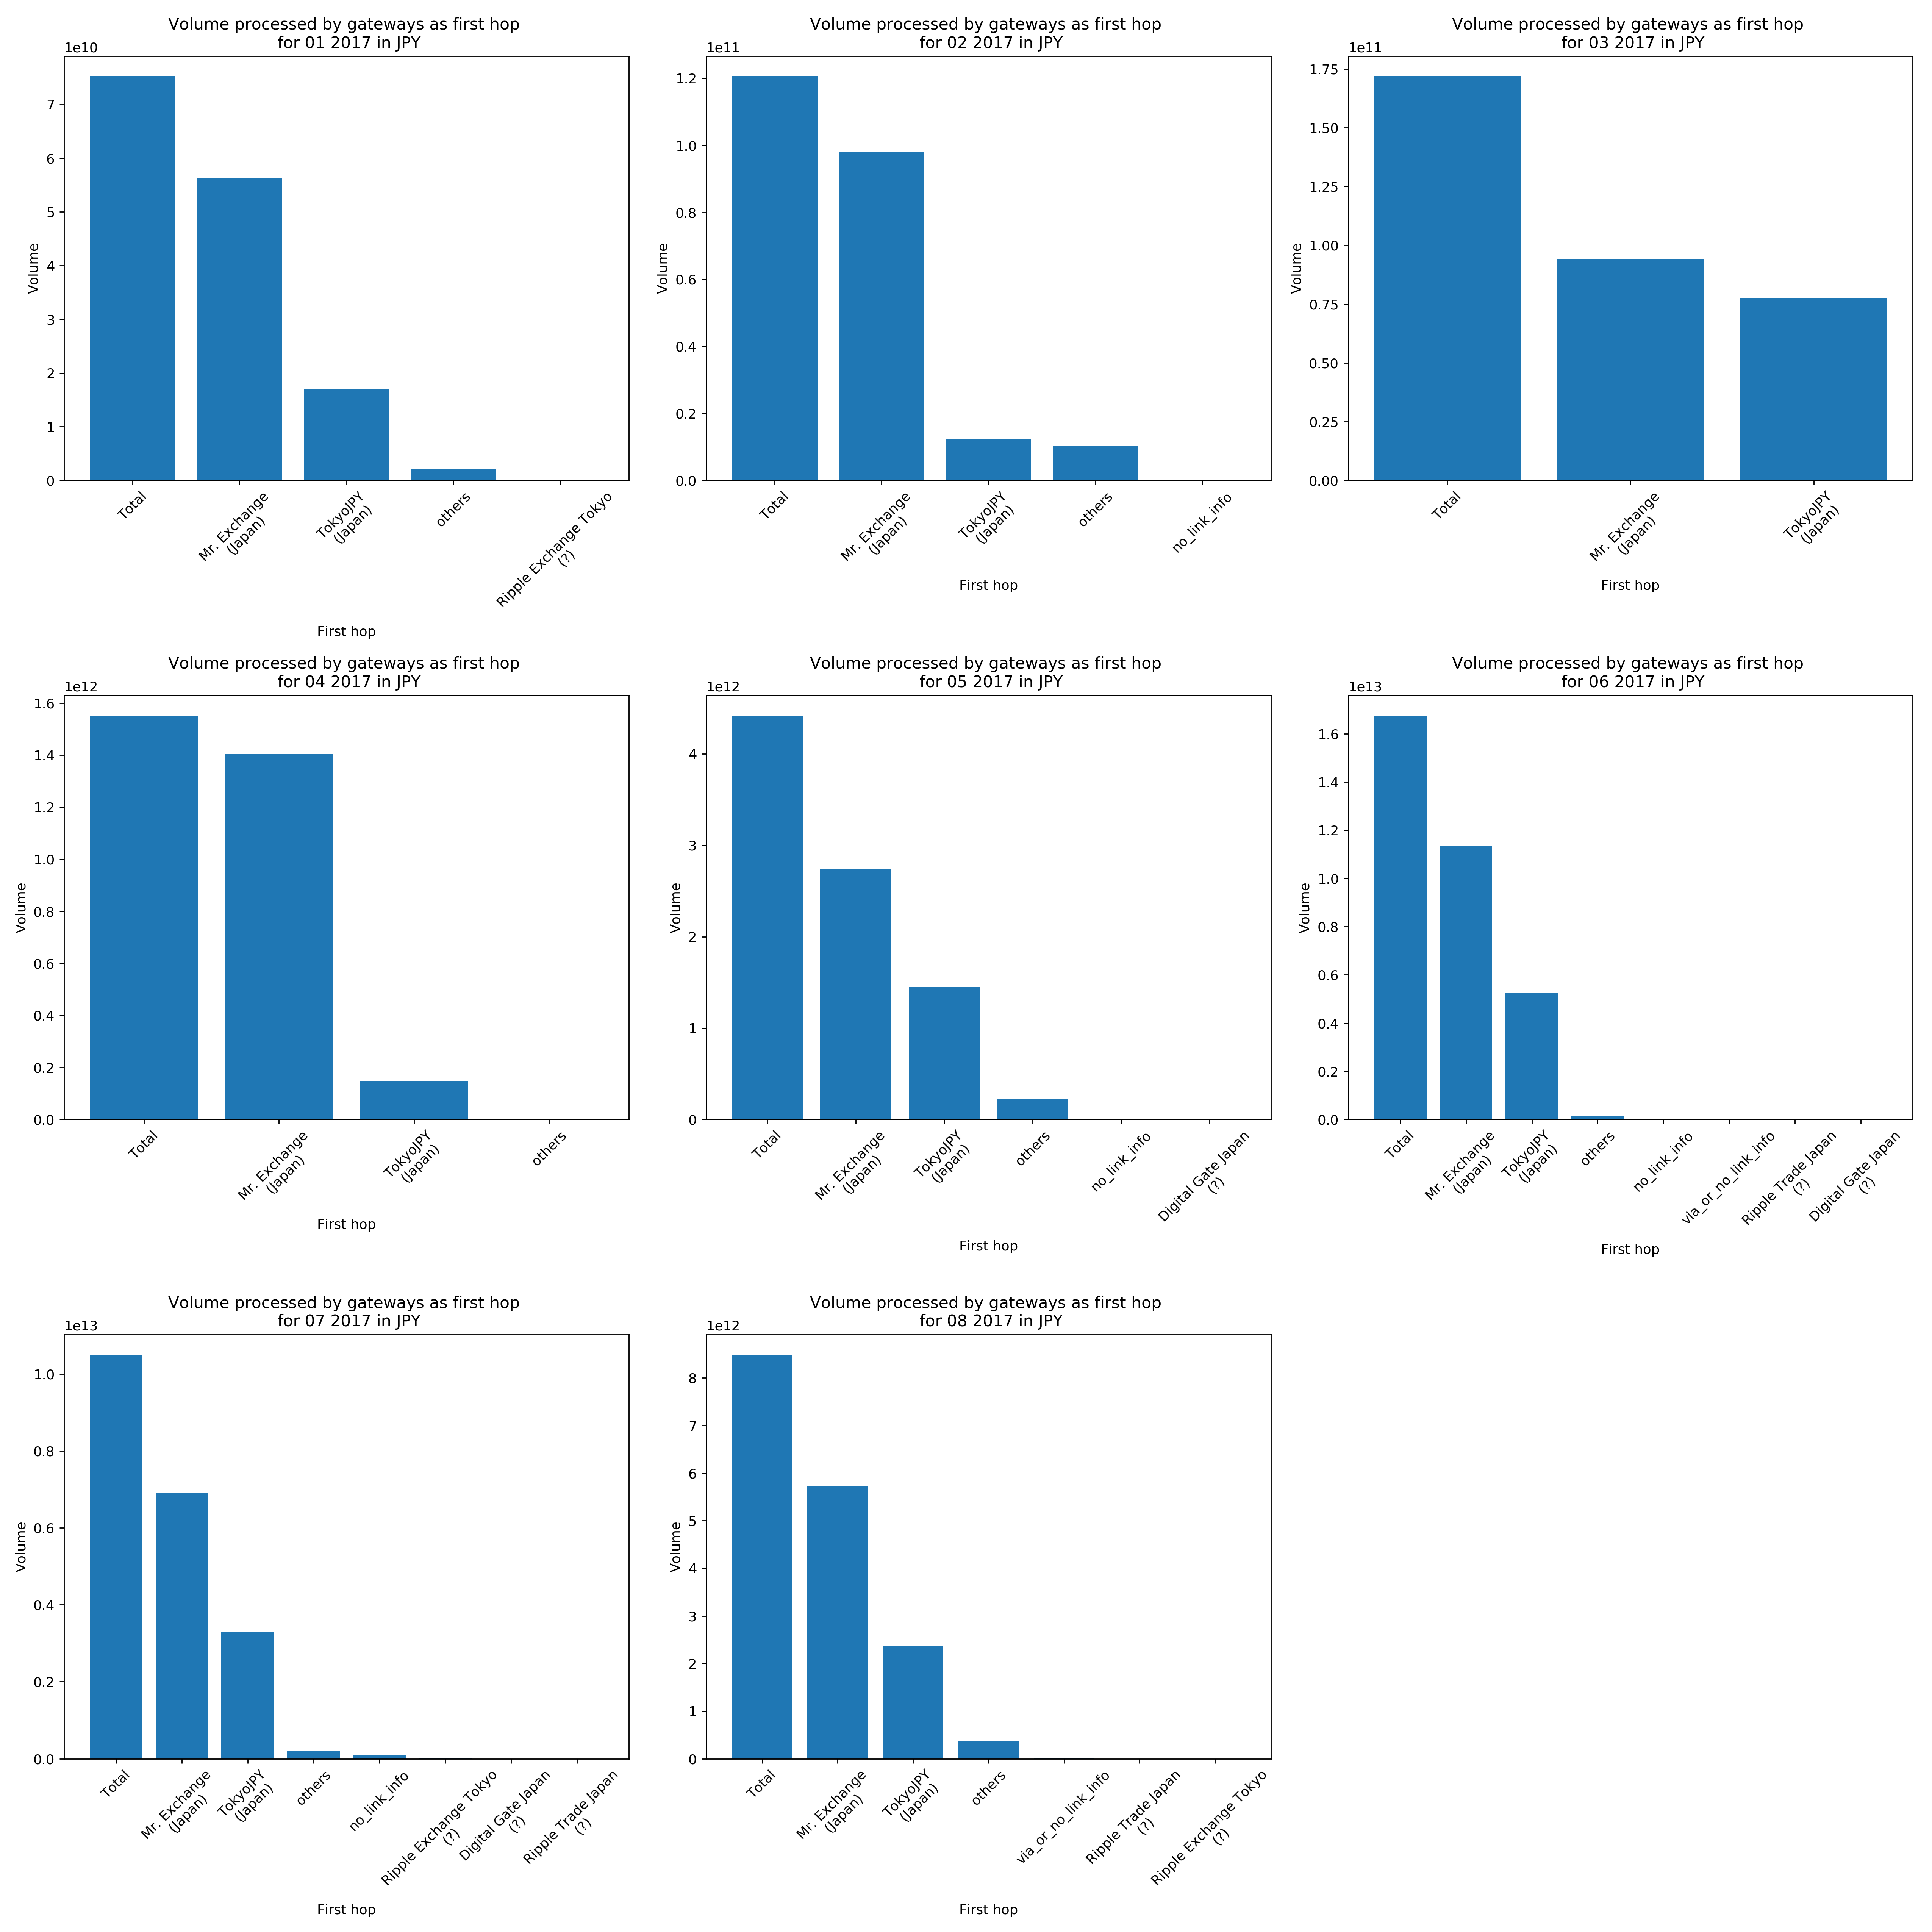 Volume processed by gateways as first hop
for 01 2017 in JPY
1e10
7
6
5
4
3
2
1
0
Volume
Total
Mr. Exchange
(Japan)
TokyoJPY
(Japan)
others
Ripple Exchange Tokyo
(?)
First hop
Volume processed by gateways as first hop
for 02 2017 in JPY
1e11
1.2
1.0
0.8
0.6
0.4
0.2
0.0
Volume
Total
Mr. Exchange
(Japan)
TokyoJPY
(Japan)
others
no_link_info
First hop
Volume processed by gateways as first hop
for 03 2017 in JPY
1e11
1.75
1.50
1.25
1.00
0.75
0.50
0.25
0.00
Volume
Total
Mr. Exchange
(Japan)
TokyoJPY
(Japan)
First hop
Volume processed by gateways as first hop
for 04 2017 in JPY
1e12
1.6
1.4
1.2
1.0
0.8
0.6
0.4
0.2
0.0
Volume
Total
Mr. Exchange
(Japan)
TokyoJPY
(Japan)
others
First hop
Volume processed by gateways as first hop
for 05 2017 in JPY
1e12
4
3
2
1
0
Volume
Total
Mr. Exchange
(Japan)
TokyoJPY
(Japan)
others
no_link_info
Digital Gate Japan
(?)
First hop
Volume processed by gateways as first hop
for 06 2017 in JPY
1e13
1.6
1.4
1.2
1.0
0.8
0.6
0.4
0.2
0.0
Volume
Total
Mr. Exchange
(Japan)
TokyoJPY
(Japan)
others
no_link_info
via_or_no_link_info
Ripple Trade Japan
(?)
Digital Gate Japan
(?)
First hop
Volume processed by gateways as first hop
for 07 2017 in JPY
1e13
1.0
0.8
0.6
0.4
0.2
0.0
Volume
Total
Mr. Exchange
(Japan)
TokyoJPY
(Japan)
others
no_link_info
Ripple Exchange Tokyo
(?)
Digital Gate Japan
(?)
Ripple Trade Japan
(?)
First hop
Volume processed by gateways as first hop
for 08 2017 in JPY
1e12
8
7
6
5
4
3
2
1
0
Volume
Total
Mr. Exchange
(Japan)
TokyoJPY
(Japan)
others
via_or_no_link_info
Ripple Trade Japan
(?)
Ripple Exchange Tokyo
(?)
First hop